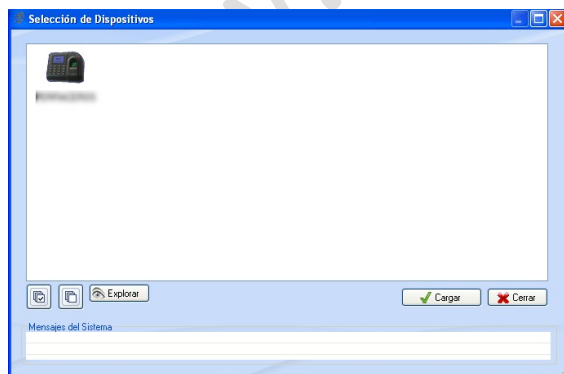 Selección de Dispositivos
Explorar
Cargar
Cerrar
Mensajes del Sistema